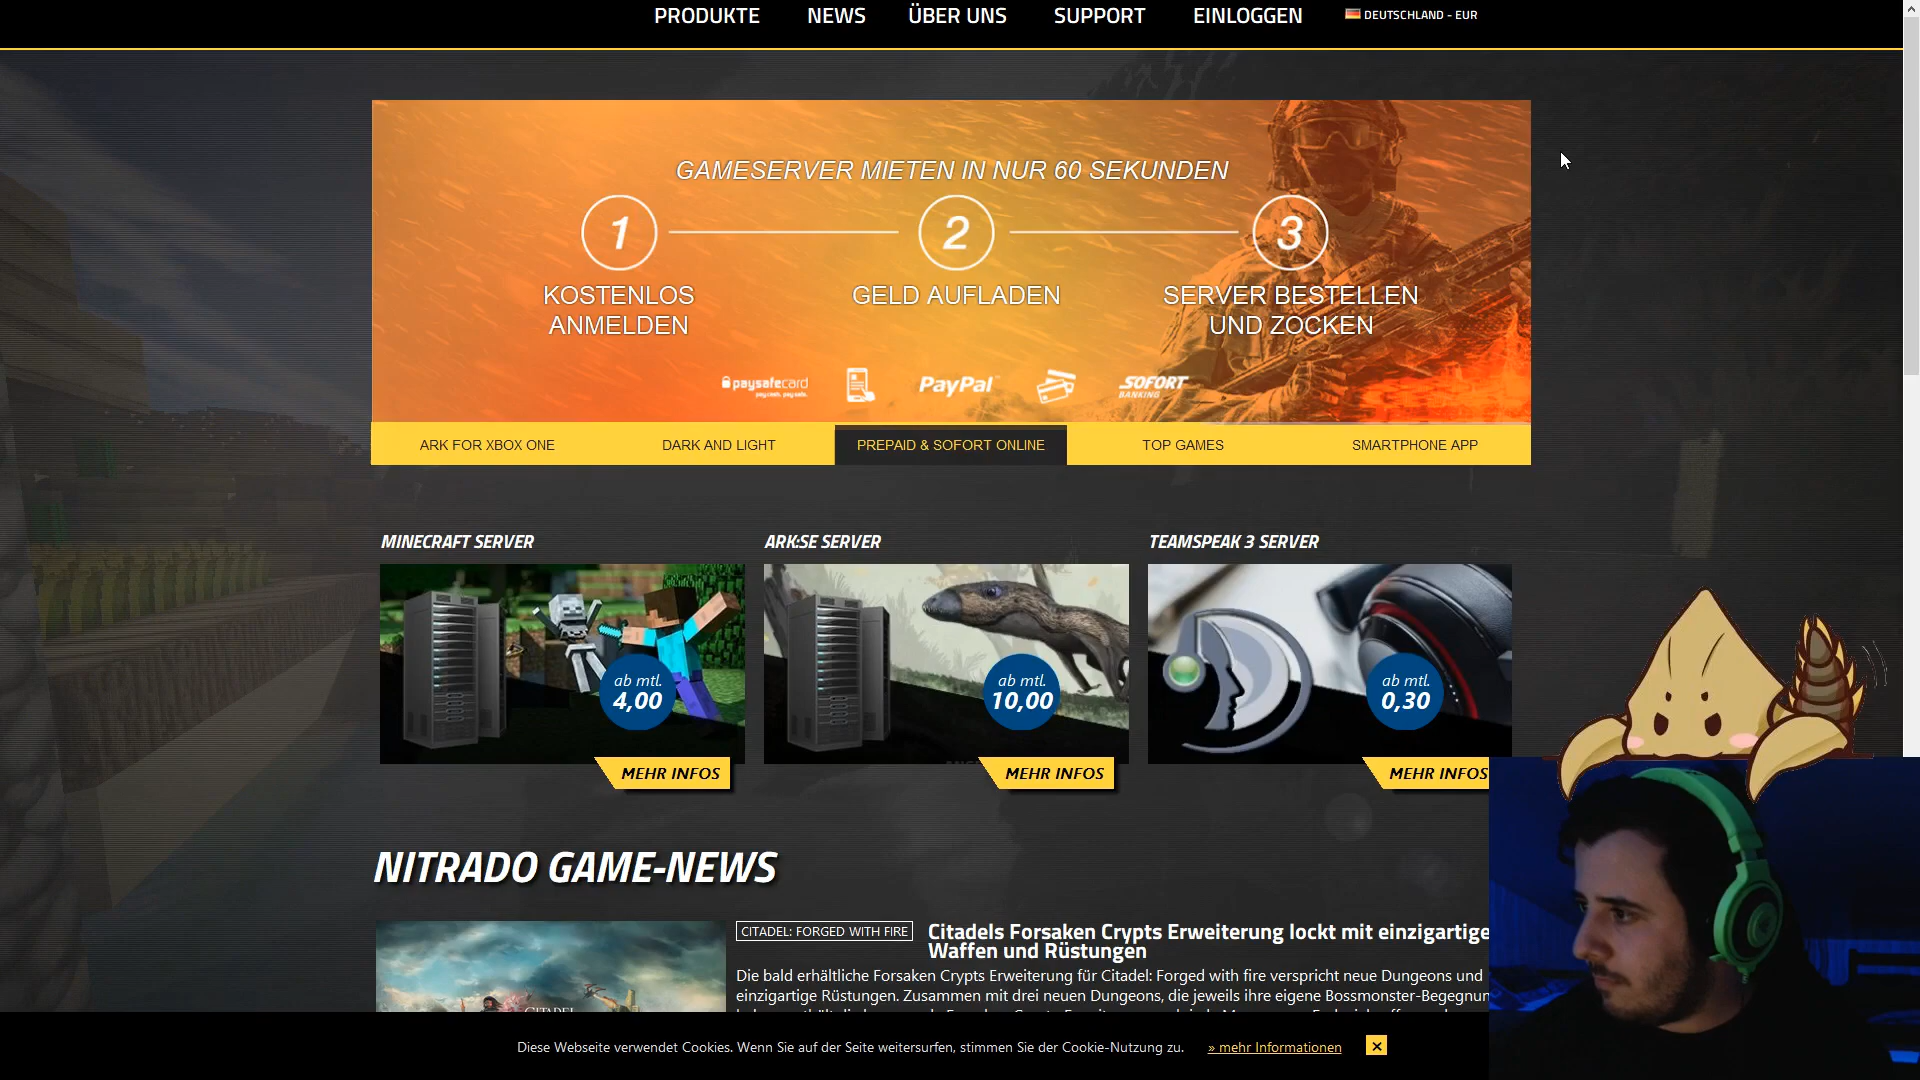 PRODUKTE NEWS ÜBER UNS SUPPORT EINLOGGEN DEUTSCHLAND - EUR
GAMESERVER MIETEN IN NUR 60 SEKUNDEN
1 2 3
KOSTENLOS
ANMELDEN
GELD AUFLADEN
SERVER BESTELLEN
UND ZOCKEN
paysafecard
pay cash. pay safe.
PayPal
SOFORT
BANKING
ARK FOR XBOX ONE DARK AND LIGHT PREPAID & SOFORT ONLINE TOP GAMES SMARTPHONE APP
MINECRAFT SERVER
ab mtl.
4,00
MEHR INFOS
ARK:SE SERVER
ab mtl.
10,00
MEHR INFOS
TEAMSPEAK 3 SERVER
ab mtl.
0,30
MEHR INFOS
NITRADO GAME-NEWS
CITADEL
CITADEL: FORGED WITH FIRE
Citadels Forsaken Crypts Erweiterung lockt mit einzigartige
Waffen und Rüstungen
Die bald erhältliche Forsaken Crypts Erweiterung für Citadel: Forged with fire verspricht neue Dungeons und
einzigartige Rüstungen. Zusammen mit drei neuen Dungeons, die jeweils ihre eigene Bossmonster-Begegnun
Diese Webseite verwendet Cookies. Wenn Sie auf der Seite weitersurfen, stimmen Sie der Cookie-Nutzung zu. » mehr Informationen